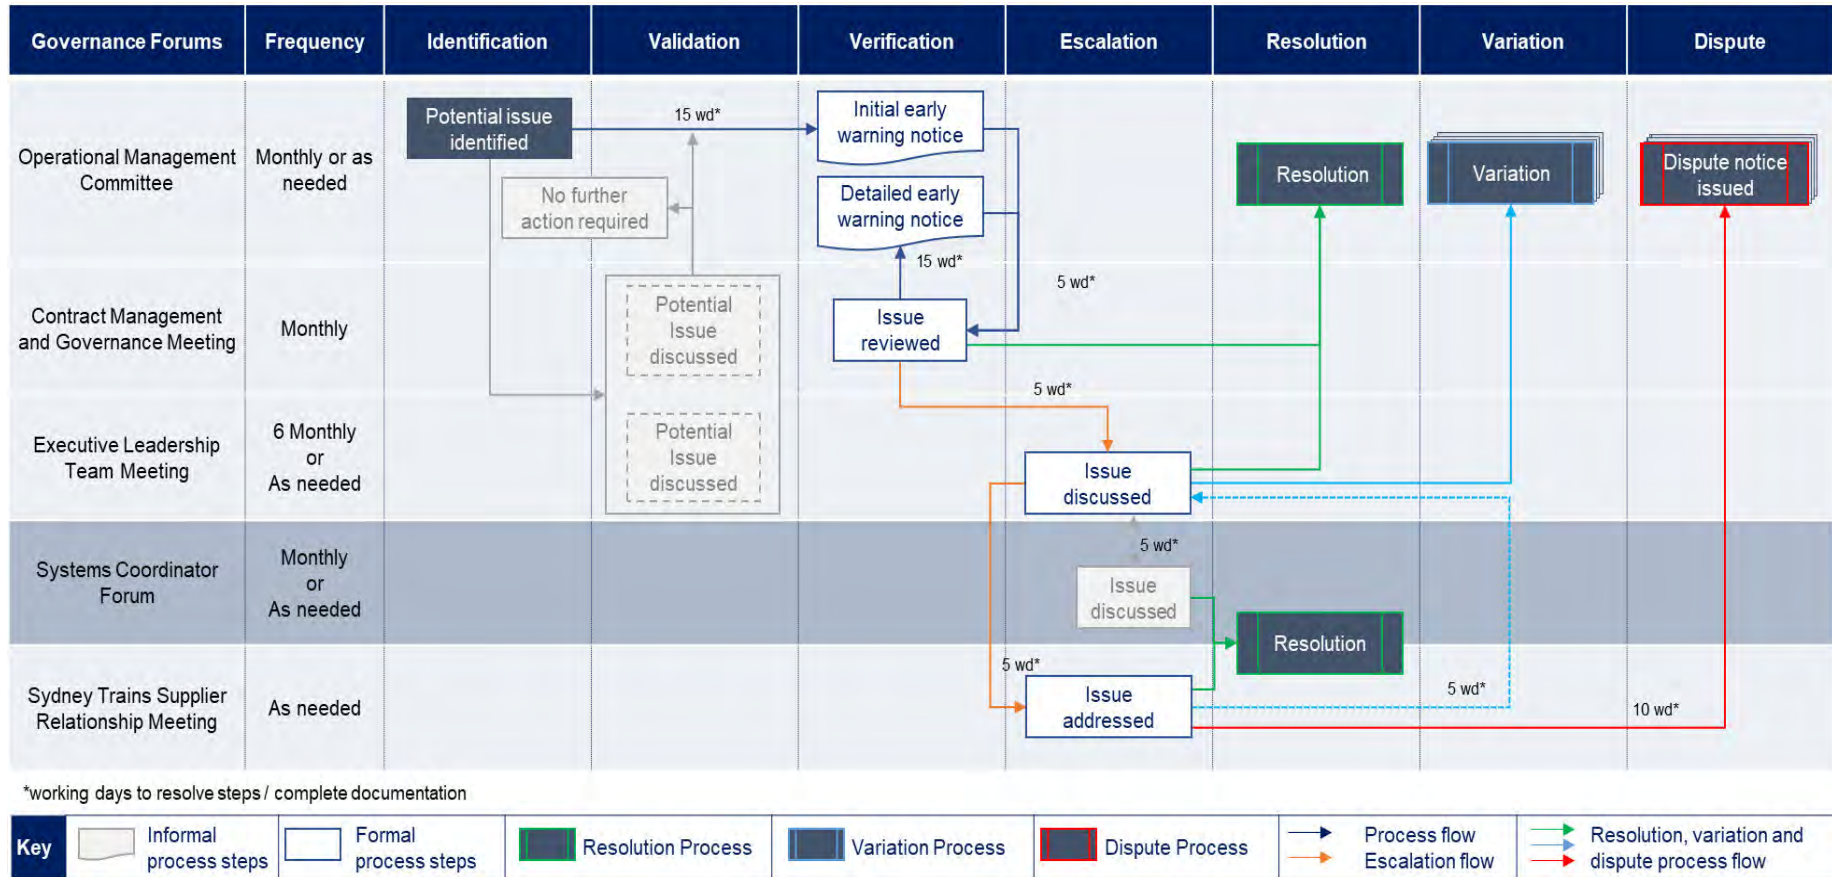 Governance Forums
Frequency
Identification
Validation
Verification
Escalation
Resolution
Variation
Dispute
Operational Management
Committee
Monthly or as
needed
Potential issue
identified
15 wd*
Initial early
warning notice
No further
action required
Detailed early
warning notice
Resolution
Variation
Dispute notice
issued
15 wd*
5 wd*
Contract Management
and Governance Meeting
Monthly
Potential
Issue
discussed
Issue
reviewed
5 wd*
Executive Leadership
Team Meeting
6 Monthly
or
As needed
Potential
Issue
discussed
Issue
discussed
Systems Coordinator
Forum
Monthly
or
As needed
5 wd*
Issue
discussed
Resolution
Sydney Trains Supplier
Relationship Meeting
As needed
5 wd*
Issue
addressed
5 wd*
10 wd*
*working days to resolve steps / complete documentation
Key
Informal
process steps
Formal
process steps
Resolution Process
Variation Process
Dispute Process
Process flow
Escalation flow
Resolution, variation and
dispute process flow